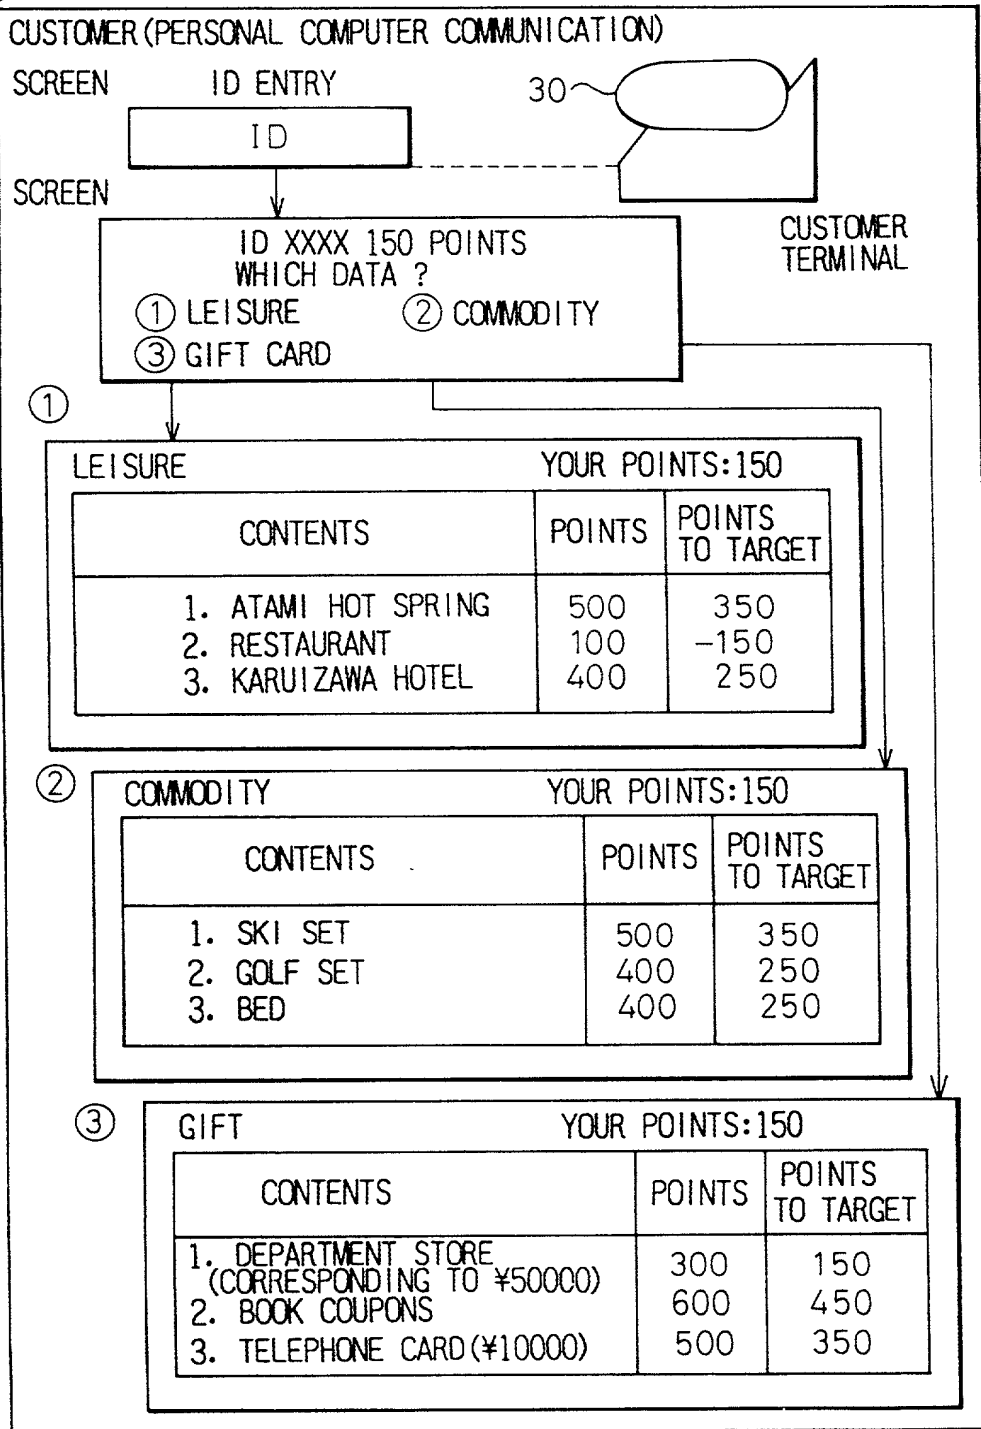 CUSTOMER (PERSONAL COMPUTER COMMUNICATION)
SCREEN ID ENTRY 30
ID
SCREEN
CUSTOMER
TERMINAL
ID XXXX 150 POINTS
WHICH DATA ?
① LEISURE ② COMMODITY
③ GIFT CARD
①
LEISURE YOUR POINTS:150
CONTENTS POINTS POINTS
TO TARGET
1. ATAMI HOT SPRING 500 350
2. RESTAURANT 100 -150
3. KARUIZAWA HOTEL 400 250
②
COMMODITY YOUR POINTS:150
CONTENTS POINTS POINTS
TO TARGET
1. SKI SET 500 350
2. GOLF SET 400 250
3. BED 400 250
③
GIFT YOUR POINTS:150
CONTENTS POINTS POINTS
TO TARGET
1. DEPARTMENT STORE 300 150
(CORRESPONDING TO ¥50000)
2. BOOK COUPONS 600 450
3. TELEPHONE CARD (¥10000) 500 350